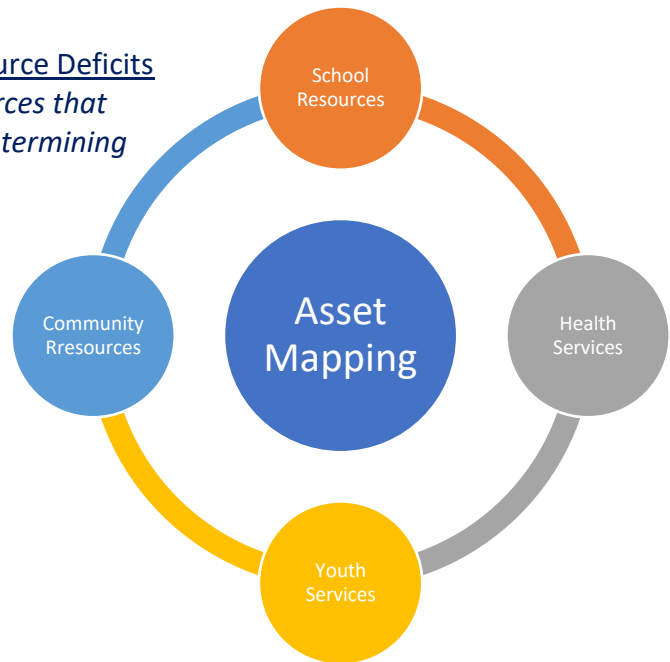 urce Deficits
rces that
termining
School
Resources
Community
Rresources
Asset
Mapping
Health
Services
Youth
Services